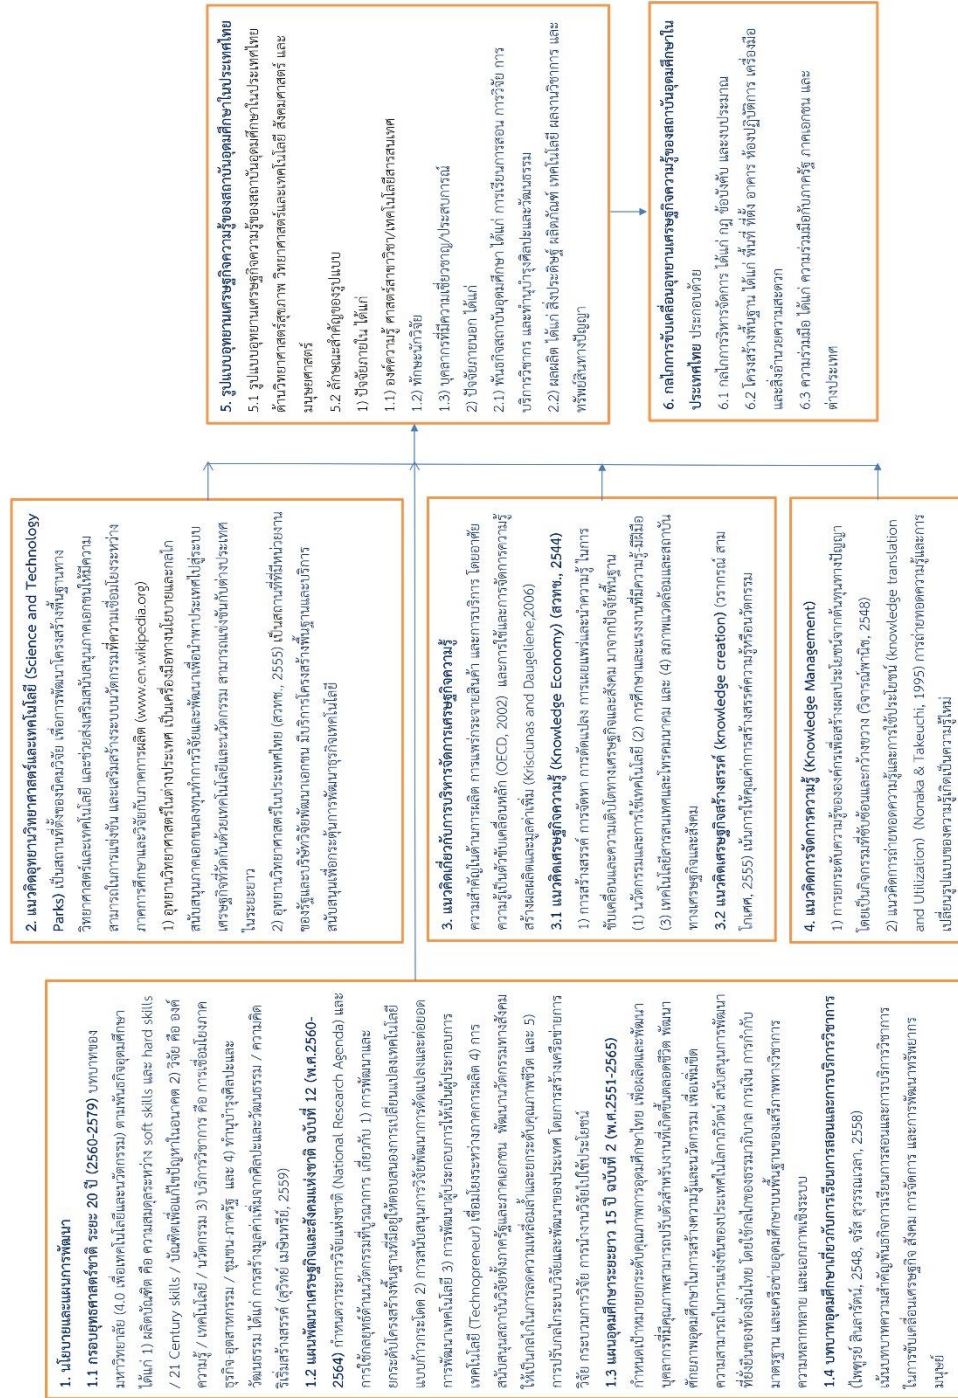 1. นโยบายและแผนการพัฒนา
1.1 กรอบยุทธศาสตร์ชาติ ระยะ 20 ปี (2560-2579) บทบาทของ
มหาวิทยาลัย (4.0 เพื่อเทคโนโลยีและนวัตกรรม) ตามพันธกิจอุดมศึกษา
ได้แก่ 1) ผลิตบัณฑิต คือ ความสมดุลระหว่าง soft skills และ hard skills
/ 21 Century skills / บัณฑิตเพื่อแก้ไขปัญหาในอนาคต 2) วิจัย คือ องค์
ความรู้ / เทคโนโลยี / นวัตกรรม 3) บริการวิชาการ คือ การเชื่อมโยงภาค
ธุรกิจ-อุตสาหกรรม / ชุมชน-ภาครัฐ และ 4) ทำนุบำรุงศิลปะและ
วัฒนธรรม ได้แก่ การสร้างมูลค่าเพิ่มจากศิลปะและวัฒนธรรม / ความคิด
ริเริ่มสร้างสรรค์ (สุวิทย์ เมษินทรีย์, 2559)
1.2 แผนพัฒนาเศรษฐกิจและสังคมแห่งชาติ ฉบับที่ 12 (พ.ศ.2560-
2564) กำหนดวาระการวิจัยแห่งชาติ (National Research Agenda) และ
การใช้กลยุทธ์ด้านนวัตกรรมที่บูรณาการ เกี่ยวกับ 1) การพัฒนาและ
ยกระดับโครงสร้างพื้นฐานที่มีอยู่ให้ตอบสนองการเปลี่ยนแปลงเทคโนโลยี
แบบก้าวกระโดด 2) การสนับสนุนการวิจัยพัฒนาการดัดแปลงและต่อยอด
การพัฒนาเทคโนโลยี 3) การพัฒนาผู้ประกอบการให้เป็นผู้ประกอบการ
เทคโนโลยี (Technopreneur) เชื่อมโยงระหว่างภาคการผลิต 4) การ
สนับสนุนสถาบันวิจัยทั้งภาครัฐและภาคเอกชน พัฒนานวัตกรรมทางสังคม
ให้เป็นกลไกในการลดความเหลื่อมล้ำและยกระดับคุณภาพชีวิต และ 5)
การปรับกลไกระบบวิจัยและพัฒนาของประเทศ โดยการสร้างเครือข่ายการ
วิจัย กระบวนการวิจัย การนำงานวิจัยไปใช้ประโยชน์
1.3 แผนอุดมศึกษาระยะยาว 15 ปี ฉบับที่ 2 (พ.ศ.2551-2565)
กำหนดเป้าหมายยกระดับคุณภาพการอุดมศึกษาไทย เพื่อผลิตและพัฒนา
บุคลากรที่มีคุณภาพสามารถปรับตัวสำหรับงานที่เกิดขึ้นตลอดชีวิต พัฒนา
ศักยภาพอุดมศึกษาในการสร้างความรู้และนวัตกรรม เพื่อเพิ่มขีด
ความสามารถในการแข่งขันของประเทศในโลกาภิวัตน์ สนับสนุนการพัฒนา
ที่ยั่งยืนของท้องถิ่นไทย โดยใช้กลไกของธรรมาภิบาล การเงิน การกำกับ
มาตรฐาน และเครือข่ายอุดมศึกษาบนพื้นฐานของเสรีภาพทางวิชาการ
ความหลากหลาย และเอกภาพเชิงระบบ
1.4 บทบาทอุดมศึกษาเกี่ยวกับการเรียนการสอนและการบริการวิชาการ
(ไพฑูรย์ สินลารัตน์, 2548, จรัส สุวรรณเวลา, 2558)
เน้นบทบาทความสำคัญพันธกิจการเรียนการสอนและการบริการวิชาการ
ในการขับเคลื่อนเศรษฐกิจ สังคม การจัดการ และการพัฒนาทรัพยากร
มนุษย์
2. แนวคิดอุทยานวิทยาศาสตร์และเทคโนโลยี (Science and Technology
Parks) เป็นสถานที่ตั้งของนิคมวิจัย เพื่อการพัฒนาโครงสร้างพื้นฐานทาง
วิทยาศาสตร์และเทคโนโลยี และช่วยส่งเสริมสนับสนุนภาคเอกชนให้มีความ
สามารถในการแข่งขัน และเสริมสร้างระบบนวัตกรรมที่ความเชื่อมโยงระหว่าง
ภาคการศึกษาและวิจัยกับภาคการผลิต (www.en.wikipedia.org)
1) อุทยานวิทยาศาสตร์ในต่างประเทศ เป็นเครื่องมือทางนโยบายและกลไก
สนับสนุนภาคเอกชนลงทุนทำการวิจัยและพัฒนาเพื่อนำพาประเทศไปสู่ระบบ
เศรษฐกิจที่วัดกันด้วยเทคโนโลยีและนวัตกรรม สามารถแข่งขันกับต่างประเทศ
ในระยะยาว
2) อุทยานวิทยาศาสตร์ในประเทศไทย (สวทช., 2555) เป็นสถานที่ที่มีหน่วยงาน
ของรัฐและบริษัทวิจัยพัฒนาเอกชน มีบริการโครงสร้างพื้นฐานและบริการ
สนับสนุนเพื่อกระตุ้นการพัฒนาธุรกิจเทคโนโลยี
3. แนวคิดเกี่ยวกับการบริหารจัดการเศรษฐกิจความรู้
ความสำคัญในด้านการผลิต การแพร่กระจายสินค้า และการบริการ โดยอาศัย
ความรู้เป็นตัวขับเคลื่อนหลัก (OECD, 2002) และการใช้และการจัดการความรู้
สร้างผลผลิตและมูลค่าเพิ่ม (Krisciunas and Daugeliene,2006)
3.1 แนวคิดเศรษฐกิจความรู้ (Knowledge Economy) (สวทช., 2544)
1) การสร้างสรรค์ การจัดหา การดัดแปลง การเผยแพร่และนำความรู้ ในการ
ขับเคลื่อนและความเติบโตทางเศรษฐกิจและสังคม มาจากปัจจัยพื้นฐาน
(1) นวัตกรรมและการใช้เทคโนโลยี (2) การศึกษาและแรงงานที่มีความรู้-มีฝีมือ
(3) เทคโนโลยีสารสนเทศและโทรคมนาคม และ (4) สภาพแวดล้อมและสถาบัน
ทางเศรษฐกิจและสังคม
3.2 แนวคิดเศรษฐกิจสร้างสรรค์ (knowledge creation) (วรากรณ์ สาม
โกเศศ, 2555) เน้นการให้คุณค่าการสร้างสรรค์ความรู้หรือนวัตกรรม
4. แนวคิดการจัดการความรู้ (Knowledge Management)
1) การยกระดับความรู้ขององค์กรเพื่อสร้างผลประโยชน์จากต้นทุนทางปัญญา
โดยเป็นกิจกรรมที่ซับซ้อนและกว้างขวาง (วิจารณ์พานิช, 2548)
2) แนวคิดการถ่ายทอดความรู้และการใช้ประโยชน์ (knowledge translation
and Utilization) (Nonaka & Takeuchi, 1995) การถ่ายทอดความรู้และการ
เปลี่ยนรูปแบบของความรู้เกิดเป็นความรู้ใหม่
5. รูปแบบอุทยานเศรษฐกิจความรู้ของสถาบันอุดมศึกษาในประเทศไทย
5.1 รูปแบบอุทยานเศรษฐกิจความรู้ของสถาบันอุดมศึกษาในประเทศไทย
ด้านวิทยาศาสตร์สุขภาพ วิทยาศาสตร์และเทคโนโลยี สังคมศาสตร์ และ
มนุษยศาสตร์
5.2 ลักษณะสำคัญของรูปแบบ
1) ปัจจัยภายใน ได้แก่
1.1) องค์ความรู้ ศาสตร์สาขาวิชา/เทคโนโลยีสารสนเทศ
1.2) ทักษะนักวิจัย
1.3) บุคลากรที่มีความเชี่ยวชาญ/ประสบการณ์
2) ปัจจัยภายนอก ได้แก่
2.1) พันธกิจสถาบันอุดมศึกษา ได้แก่ การเรียนการสอน การวิจัย การ
บริการวิชาการ และทำนุบำรุงศิลปะและวัฒนธรรม
2.2) ผลผลิต ได้แก่ สิ่งประดิษฐ์ ผลิตภัณฑ์ เทคโนโลยี ผลงานวิชาการ และ
ทรัพย์สินทางปัญญา
6. กลไกการขับเคลื่อนอุทยานเศรษฐกิจความรู้ของสถาบันอุดมศึกษาใน
ประเทศไทย ประกอบด้วย
6.1 กลไกการบริหารจัดการ ได้แก่ กฎ ข้อบังคับ และงบประมาณ
6.2 โครงสร้างพื้นฐาน ได้แก่ พื้นที่ ที่ตั้ง อาคาร ห้องปฏิบัติการ เครื่องมือ
และสิ่งอำนวยความสะดวก
6.3 ความร่วมมือ ได้แก่ ความร่วมมือกับภาครัฐ ภาคเอกชน และ
ต่างประเทศ